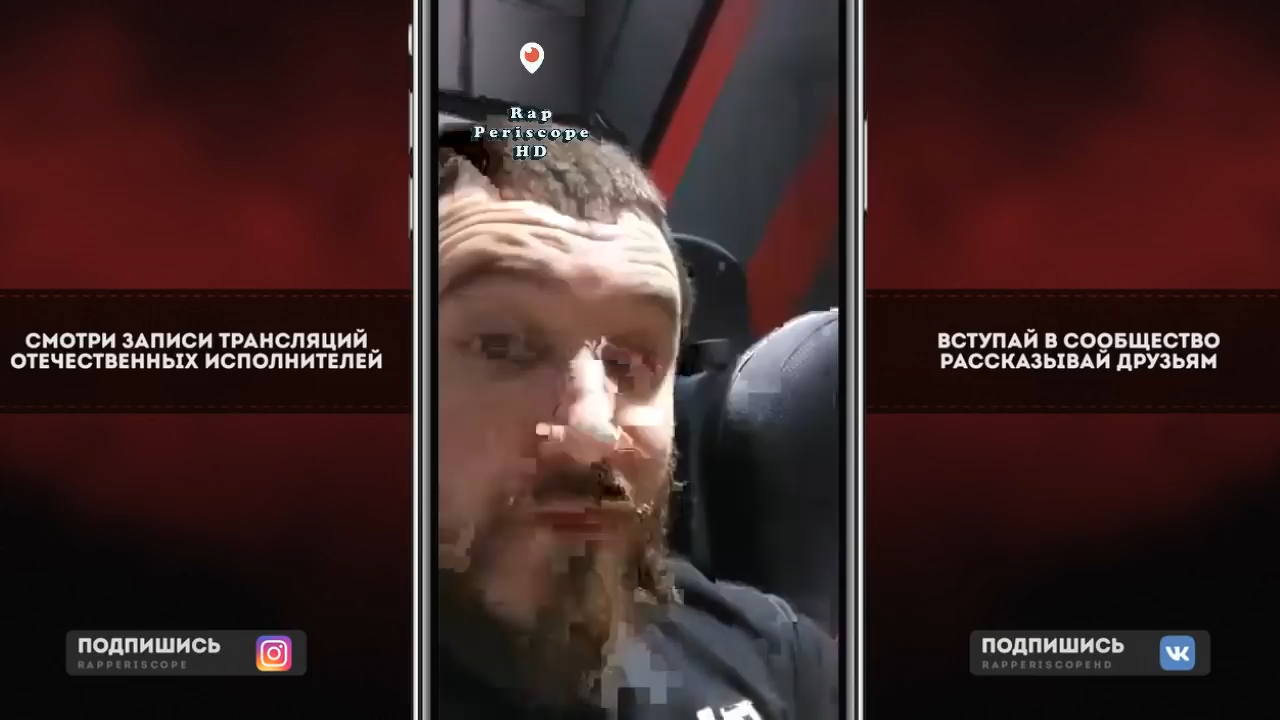 Rap
Periscope
HD
СМОТРИ ЗАПИСИ ТРАНСЛЯЦИЙ
ОТЕЧЕСТВЕННЫХ ИСПОЛНИТЕЛЕЙ
ВСТУПАЙ В СООБЩЕСТВО
РАССКАЗЫВАЙ ДРУЗЬЯМ
ПОДПИШИСЬ
RAPPERISCOPE
ПОДПИШИСЬ
RAPPERISCOPEHD